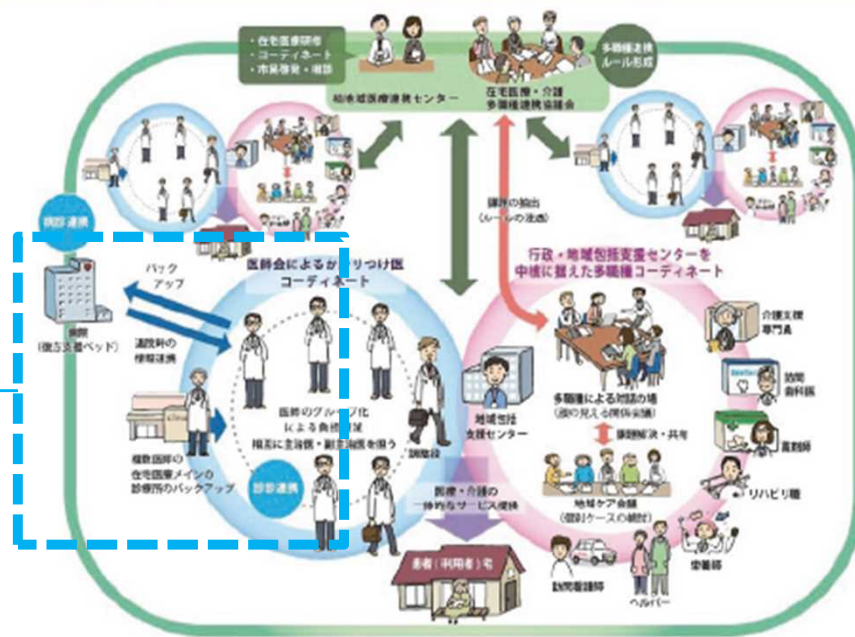 ・在宅医療研修
・コーディネート
・市民啓発・相談
柏地域医療連携センター
在宅医療・介護
多職種連携協議会
多職種連携
ルール形成
課題の抽出
(ルールの浸透)
病診連携
バック
アップ
病院
退院時の
情報連携
医師会によるかかりつけ医
コーディネート
行政・地域包括支援センターを
中核に据えた多職種コーディネート
医師のグループ化
による負担軽減
相互に主治医・副主治医を担う
診診連携
複数医師の
在宅医療メインの
診療所のバックアップ
調整役
地域包括
支援センター
多職種による対話の場
(顔の見える関係会議)
課題解決・共有
地域ケア会議
(個別ケースの検討)
介護支援
専門員
訪問
歯科医
薬剤師
リハビリ職
栄養師
ヘルパー
訪問看護師
医療・介護の
一体的なサービス提供
患者(利用者)宅